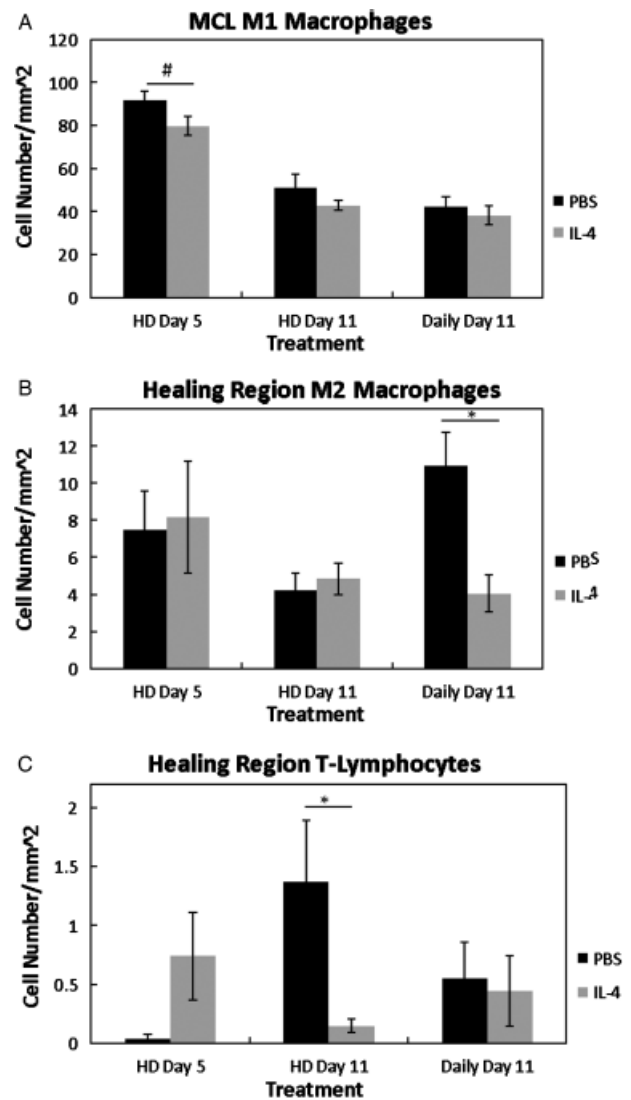 A
MCL M1 Macrophages
120
100
80
60
40
20
0
Cell Number/mm^2
#
PBS
IL-4
HD Day 5 HD Day 11 Daily Day 11
Treatment
B
Healing Region M2 Macrophages
14
12
10
8
6
4
2
0
Cell Number/mm^2
*
PBS
IL-4
HD Day 5 HD Day 11 Daily Day 11
Treatment
C
Healing Region T-Lymphocytes
2
1.5
1
0.5
0
Cell Number/mm^2
*
PBS
IL-4
HD Day 5 HD Day 11 Daily Day 11
Treatment